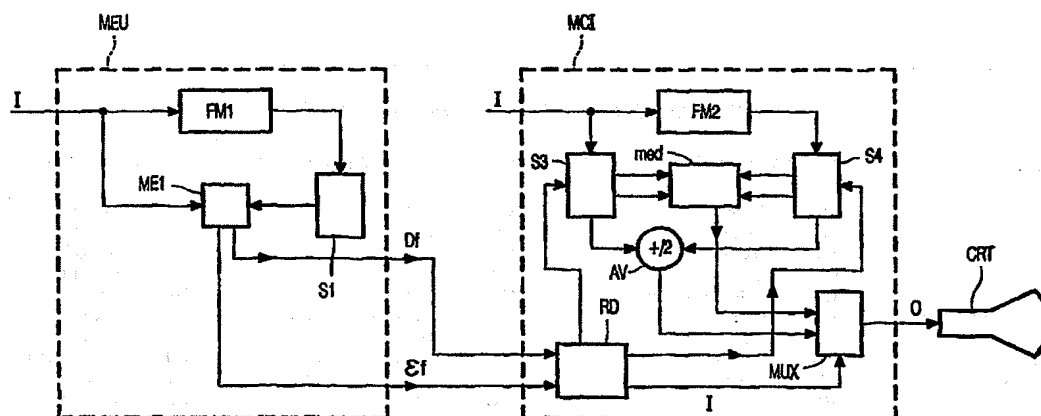 MEU
MCI
I
FM1
I
FM2
S3
med
S4
ME1
Df
S1
+/2
AV
CRT
RD
O
MUX
εf
I